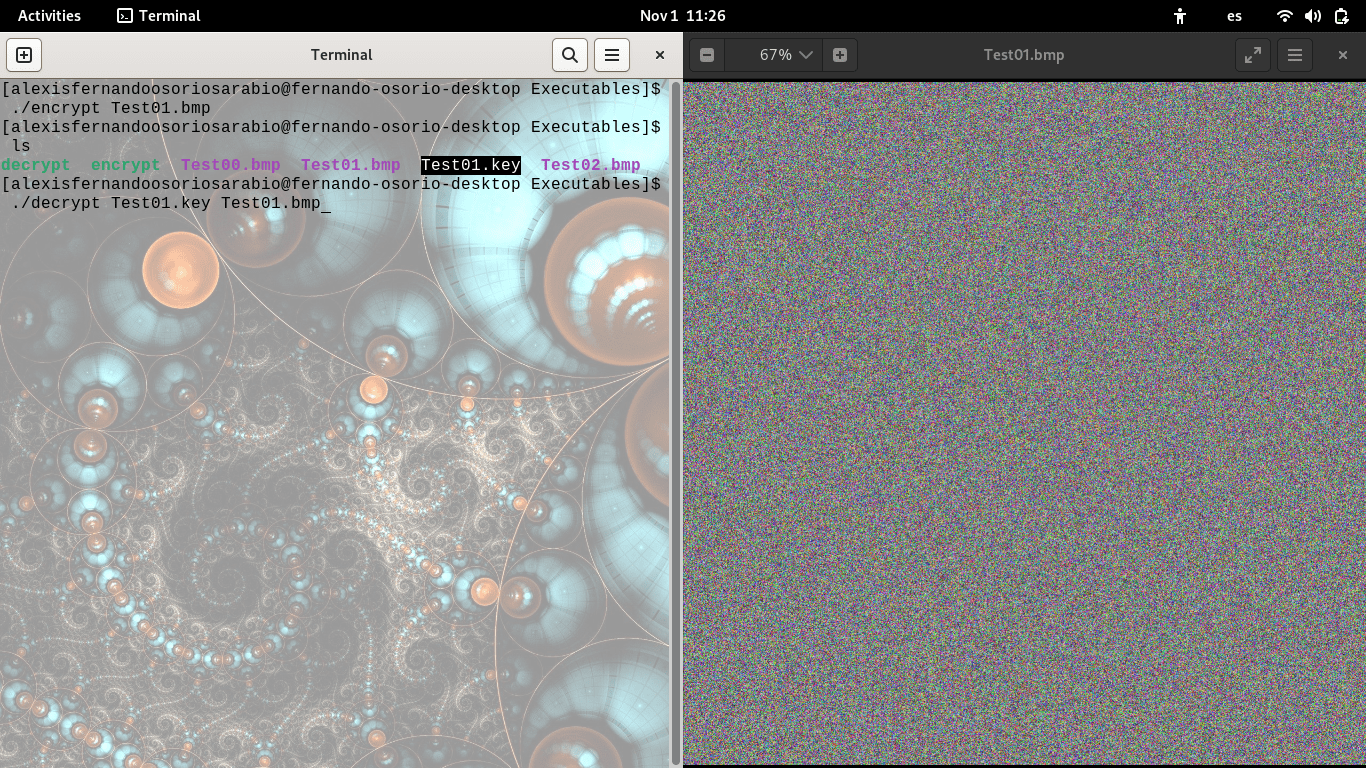 Activities Terminal Nov 1 11:26 es
Terminal
67% Test01.bmp
[alexisfernandoosoriosarabio@fernando-osorio-desktop Executables]$
./encrypt Test01.bmp
[alexisfernandoosoriosarabio@fernando-osorio-desktop Executables]$
ls
decrypt encrypt Test00.bmp Test01.bmp Test01.key Test02.bmp
[alexisfernandoosoriosarabio@fernando-osorio-desktop Executables]$
./decrypt Test01.key Test01.bmp_